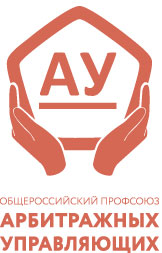 АУ
ОБЩЕРОССИЙСКИЙ ПРОФСОЮЗ
АРБИТРАЖНЫХ
УПРАВЛЯЮЩИХ